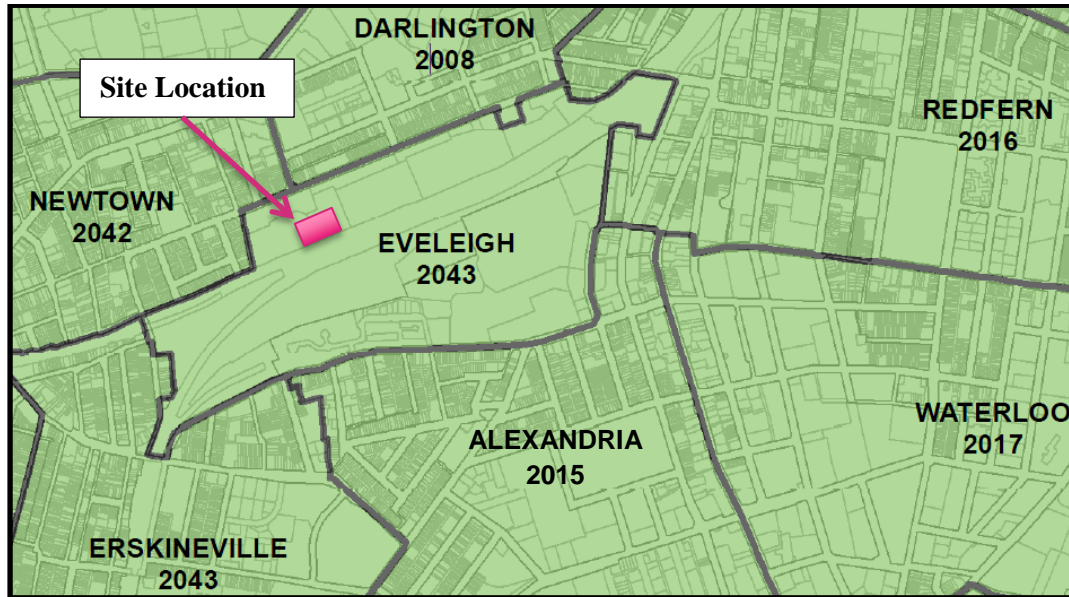 DARLINGTON
2008
Site Location
REDFERN
2016
NEWTOWN
2042
EVELEIGH
2043
WATERLOO
2017
ALEXANDRIA
2015
ERSKINEVILLE
2043